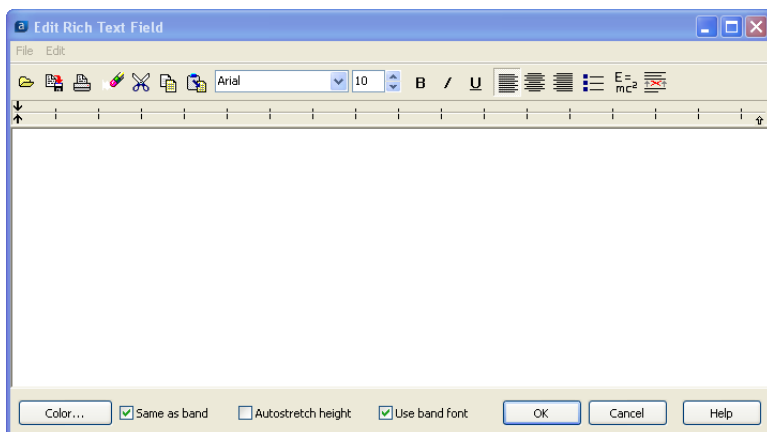 a Edit Rich Text Field
File Edit
Arial 10 B / U E= mc²
Color... Same as band Autostretch height Use band font OK Cancel Help